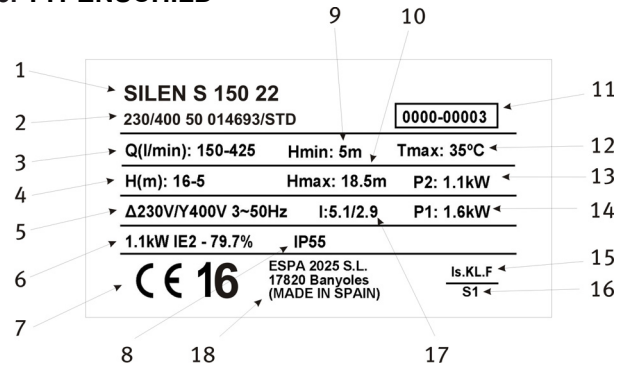 TYPENSCHILD
9
10
1
SILEN S 150 22
11
2
230/400 50 014693/STD
0000-00003
3
Q(l/min): 150-425 Hmin: 5m Tmax: 35ºC
12
4
H(m): 16-5 Hmax: 18.5m P2: 1.1kW
13
5
Δ230V/Y400V 3~50Hz I:5.1/2.9 P1: 1.6kW
14
6
1.1kW IE2 - 79.7% IP55
7
CE 16
ESPA 2025 S.L.
17820 Banyoles
(MADE IN SPAIN)
Is.KL.F
15
S1
16
8
18
17